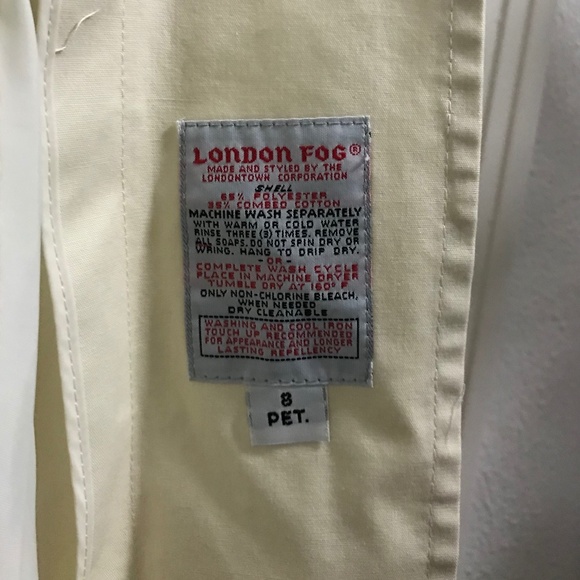 LONDON FOG®
MADE AND STYLED BY THE
LONDONTOWN CORPORATION
SHELL
65% POLYESTER
35% COMBED COTTON
MACHINE WASH SEPARATELY
WITH WARM OR COLD WATER
RINSE THREE (3) TIMES. REMOVE
ALL SOAPS. DO NOT SPIN DRY OR
WRING. HANG TO DRIP DRY.
-OR-
COMPLETE WASH CYCLE
PLACE IN MACHINE DRYER
TUMBLE DRY AT 160° F
ONLY NON-CHLORINE BLEACH,
WHEN NEEDED
DRY CLEANABLE
WASHING AND COOL IRON
TOUCH UP RECOMMENDED
FOR APPEARANCE AND LONGER
LASTING REPELLENCY
8
PET.